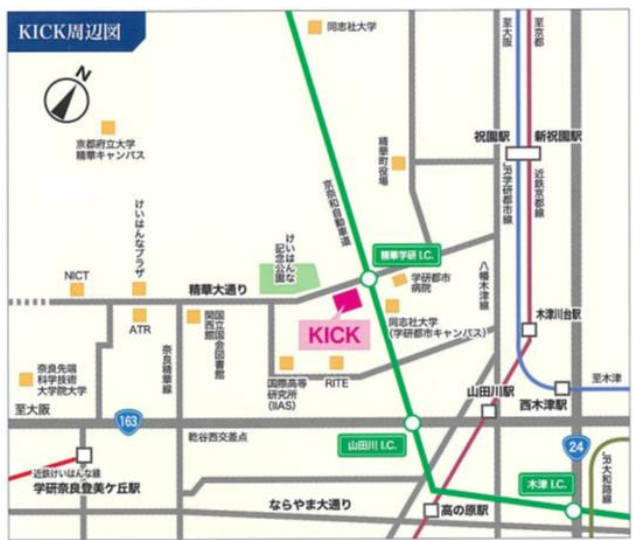 KICK周辺図
N
同志社大学
至大阪
至京都
京都府立大学
精華キャンパス
精華町役場
祝園駅
新祝園駅
JR学研都市線
近鉄京都線
京奈和自動車道
けいはんなプラザ
けいはんな
記念公園
精華学研 I.C.
NICT
精華大通り
学研都市
病院
八幡木津線
KICK
同志社大学
(学研都市キャンパス)
木津川台駅
ATR
奈良精華線
国立国会図書館
関西館
奈良先端
科学技術
大学院大学
国際高等
研究所
(IIAS)
RITE
山田川駅
至木津
西木津駅
至大阪
163
乾谷西交差点
山田川 I.C.
24
近鉄けいはんな線
学研奈良登美ケ丘駅
木津 I.C.
JR大和路線
ならやま大通り
高の原駅